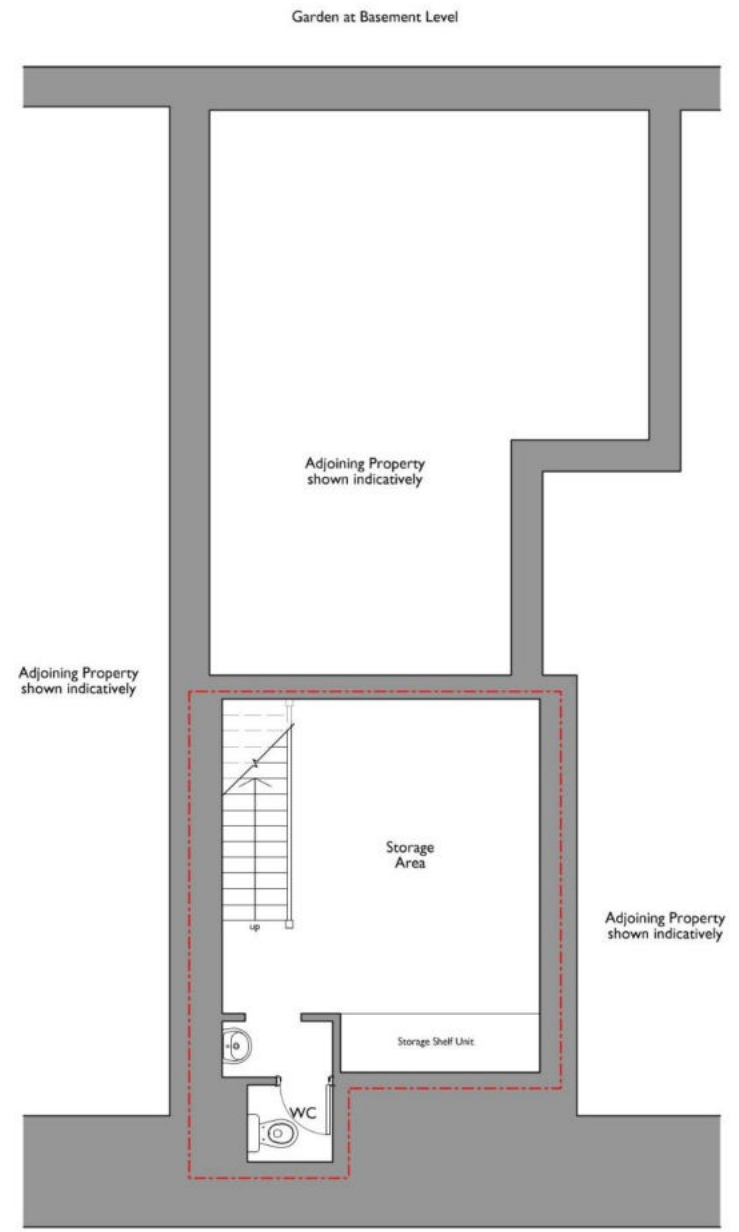 Garden at Basement Level
Adjoining Property
shown indicatively
Adjoining Property
shown indicatively
Storage
Area
Adjoining Property
shown indicatively
up
Storage Shelf Unit
WC